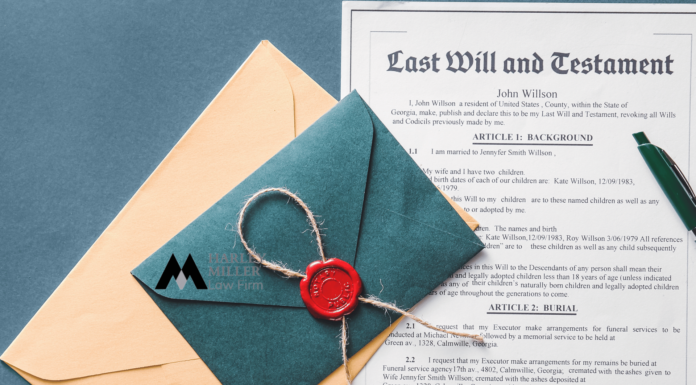 Last Will and Testament
John Willson
I, John Willson a resident of United States , County, within the State of
Georgia, make, publish and declare this to be my Last Will and Testament, revoking all Wills
and Codicils previously made by me.
ARTICLE 1: BACKGROUND
1.1 I am married to Jennyfer Smith Willson ,
My wife and I have two children.
birth dates of each of our children are: Kate Willson, 12/09/1983,
/1979.
this Will to my children are to these named children as well as any
to or adopted by me.
The names and birth
Kate Willson,12/09/1983, Roy Willson 3/06/1979 All references
are to these children as well as any child subsequently
in this Will to the Descendants of any person shall mean their
and legally adopted children less than 18 years of age (unless indicated
as any of their children's naturally born children and legally adopted children
of age throughout the generations to come.
ARTICLE 2: BURIAL
2.1 request that my Executor make arrangements for funeral services to be
conducted at Michael followed by a memorial service to be held at
Green av., 1328, Calmville, Georgia.
2.2 I request that my Executor make arrangements for my remains be buried at
Funeral service agency17th av., 4802, Calmville, Georgia, cremated with the ashes given to
Wife Jennyfer Smith Willson; cremated with the ashes deposited at
MILLER
Law Firm
NOTARY
PUBLIC